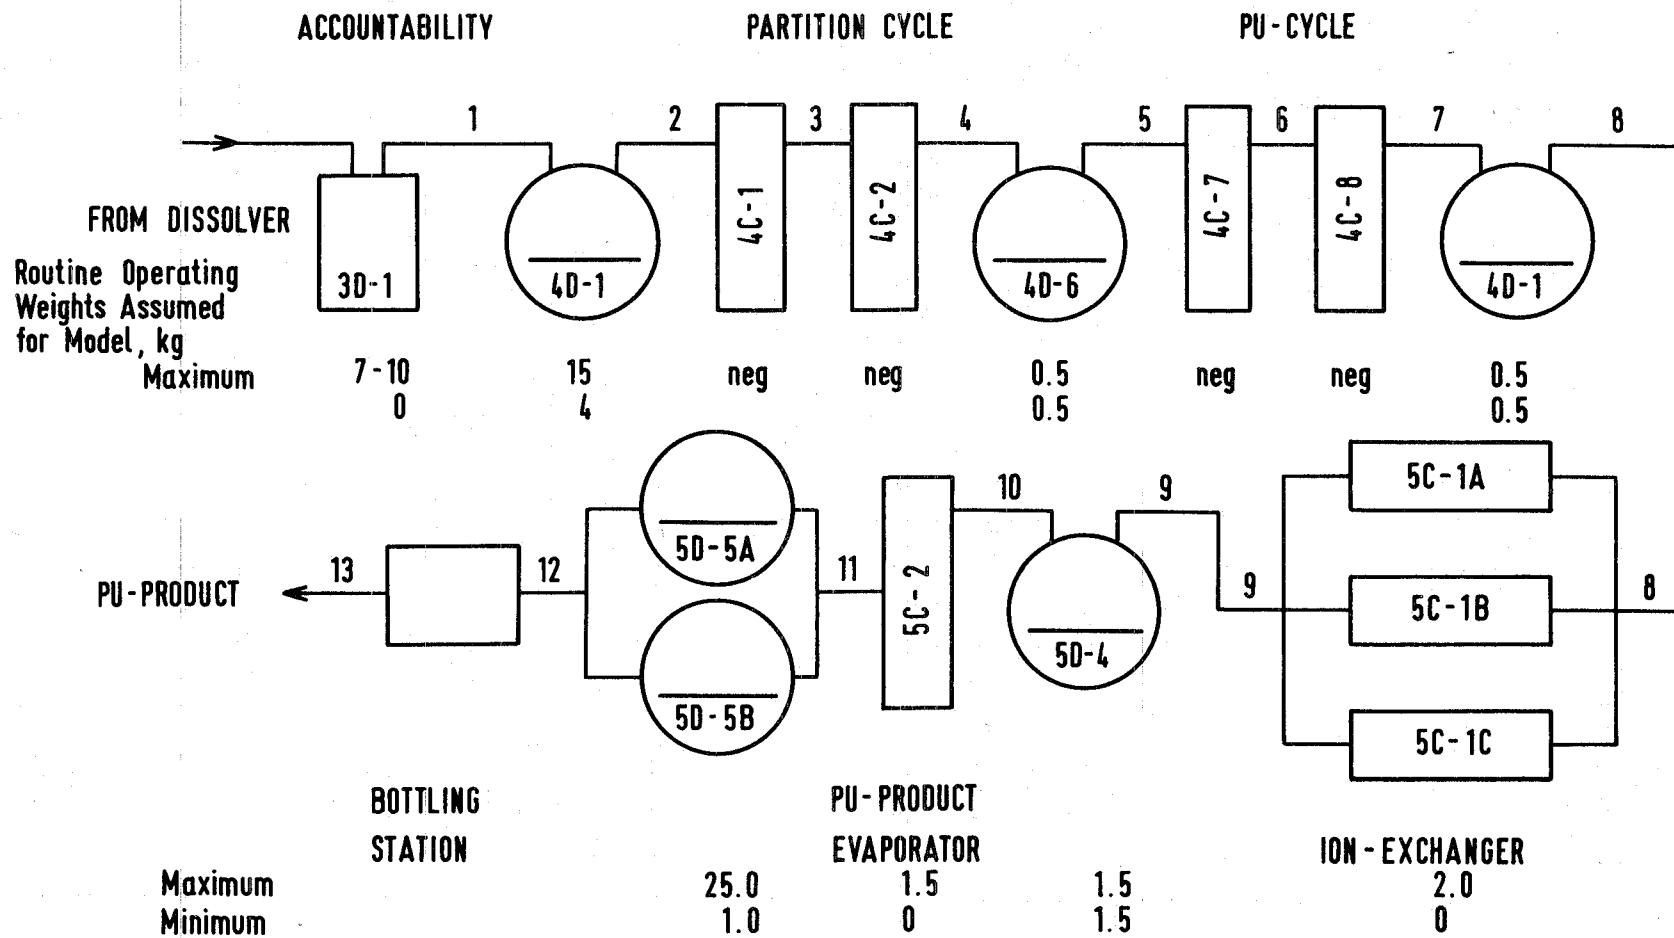 ACCOUNTABILITY PARTITION CYCLE PU-CYCLE
1 2 3 4 5 6 7 8
4C-1 4C-2 4C-7 4C-8
FROM DISSOLVER
3D-1 4D-1 4D-6 4D-1
Routine Operating
Weights Assumed
for Model, kg
Maximum 7-10 15 neg neg 0.5 neg neg 0.5
0 4 0.5 0.5
5C-1A
10 9
5D-5A
13 12 11 9 8
PU-PRODUCT 5C-2 5C-1B
5D-4
5D-5B 5C-1C
BOTTLING PU-PRODUCT
STATION EVAPORATOR ION-EXCHANGER
Maximum 25.0 1.5 1.5 2.0
Minimum 1.0 0 1.5 0